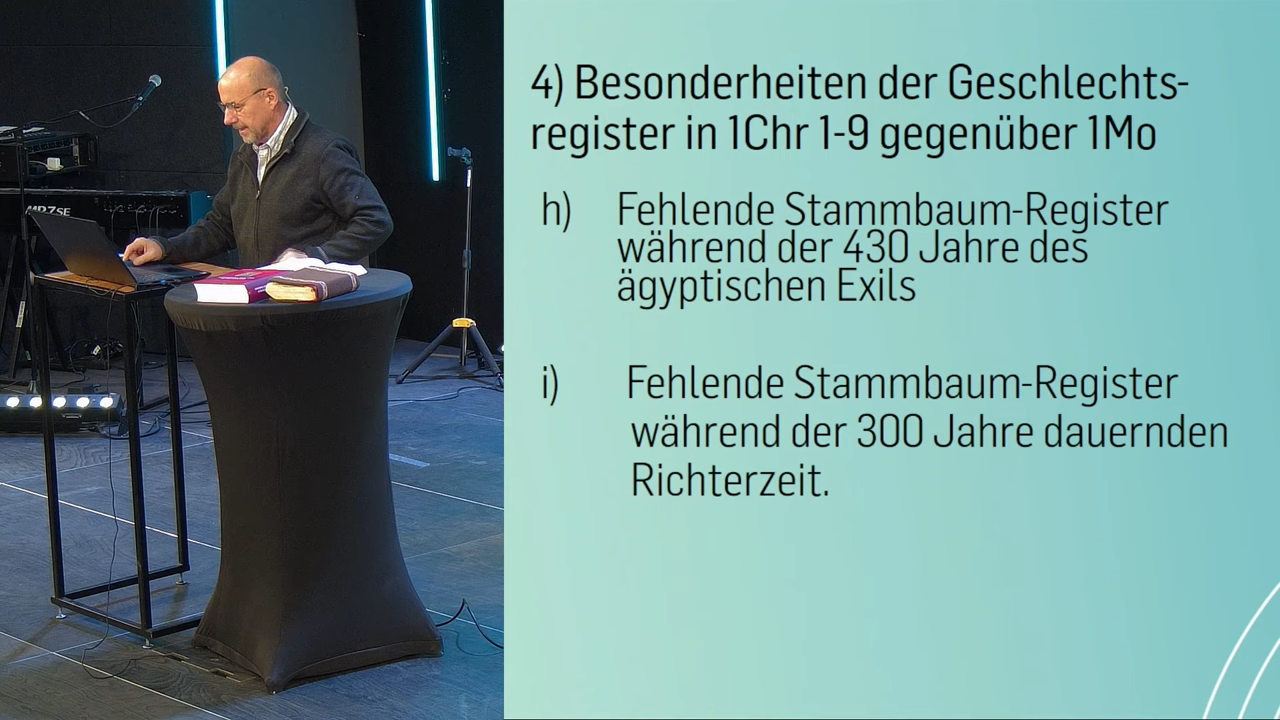 4) Besonderheiten der Geschlechts-
register in 1Chr 1-9 gegenüber 1Mo
h) Fehlende Stammbaum-Register
während der 430 Jahre des
ägyptischen Exils
i) Fehlende Stammbaum-Register
während der 300 Jahre dauernden
Richterzeit.